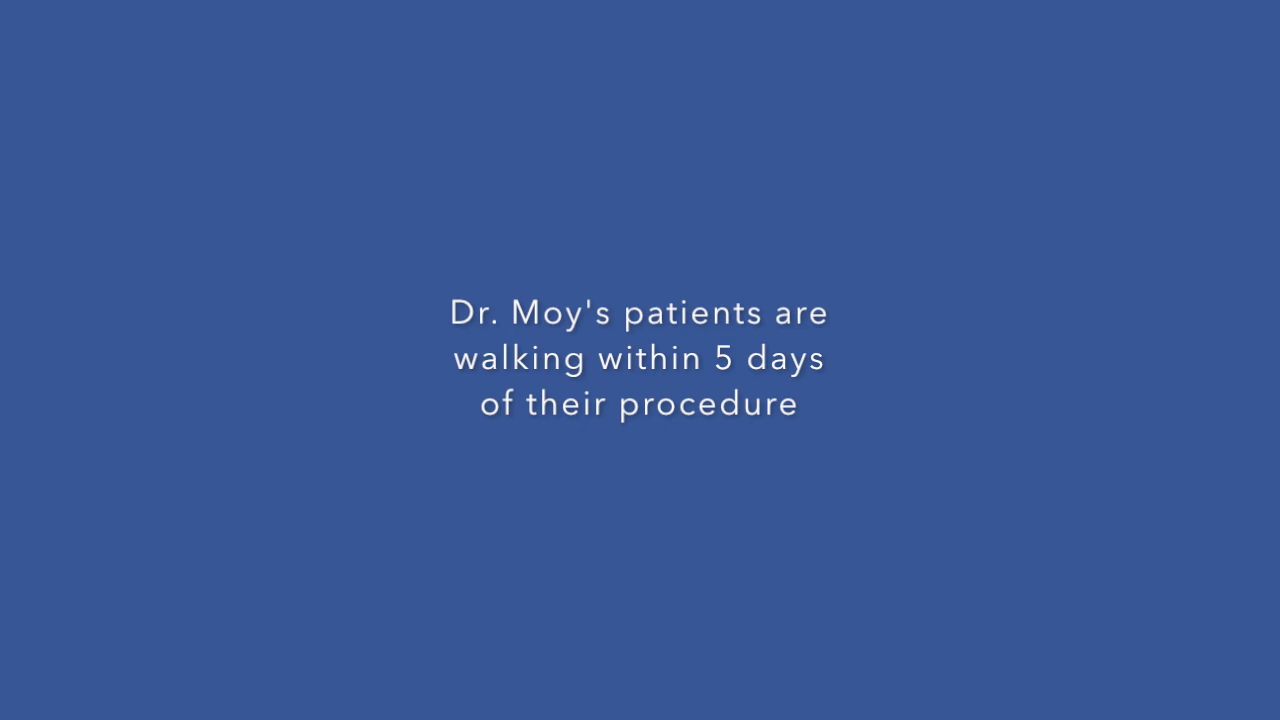 Dr. Moy's patients are
walking within 5 days
of their procedure